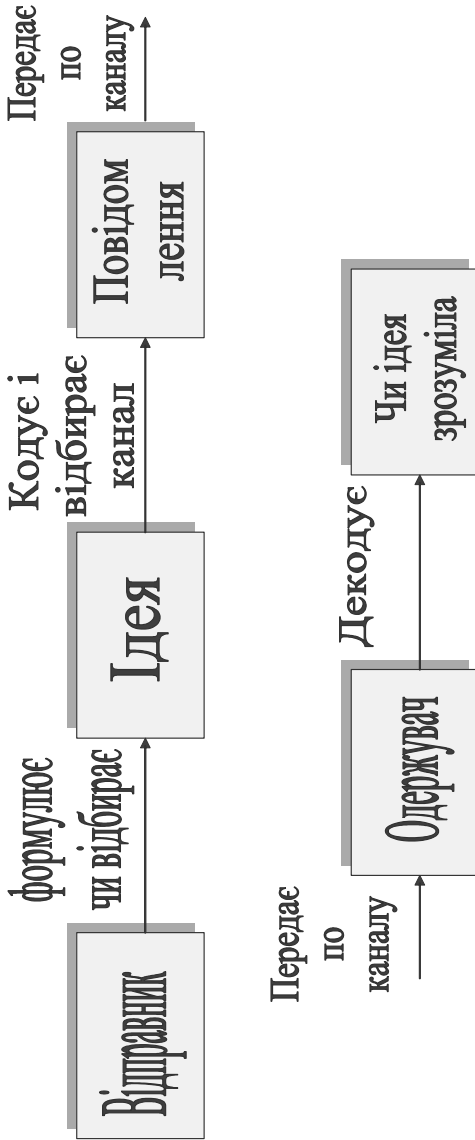 Відправник
формулює
чи відбирає
Ідея
Кодує і
відбирає
канал
Повідом
лення
Передає
по
каналу
Передає
по
каналу
Одержувач
Декодує
Чи ідея
зрозуміла